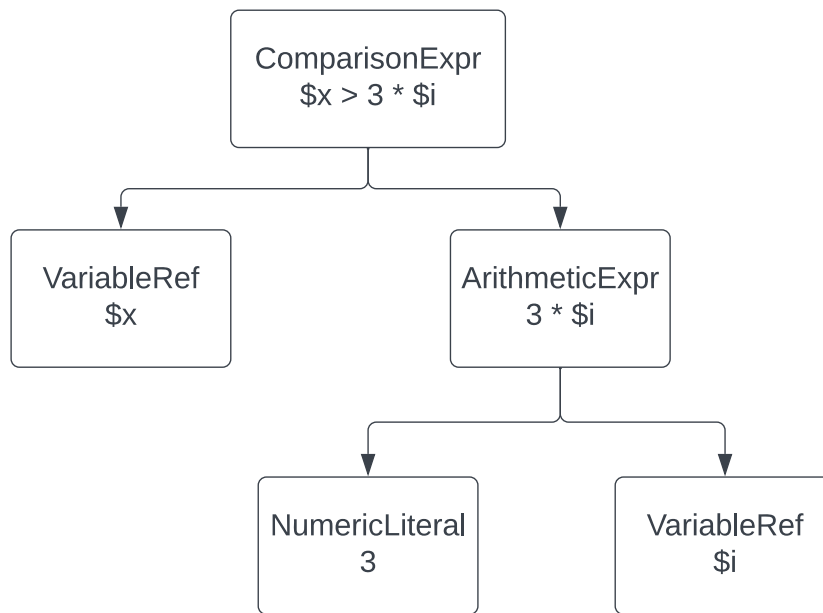 ComparisonExpr
$x > 3 * $i
VariableRef
$x
ArithmeticExpr
3 * $i
NumericLiteral
3
VariableRef
$i